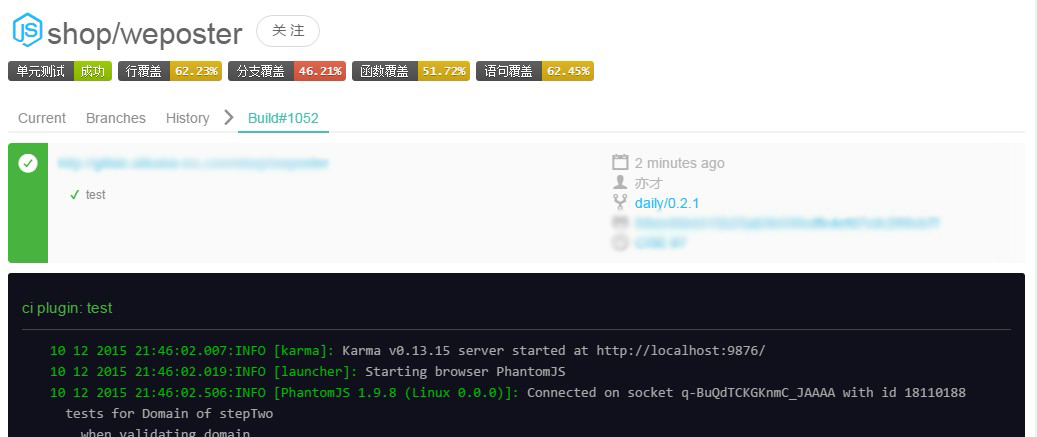 JS shop/weposter 关注
单元测试 成功 行覆盖 62.23% 分支覆盖 46.21% 函数覆盖 51.72% 语句覆盖 62.45%
Current Branches History Build#1052
2 minutes ago
✓ test
亦才
daily/0.2.1
ci plugin: test
10 12 2015 21:46:02.007:INFO [karma]: Karma v0.13.15 server started at http://localhost:9876/
10 12 2015 21:46:02.019:INFO [launcher]: Starting browser PhantomJS
10 12 2015 21:46:02.506:INFO [PhantomJS 1.9.8 (Linux 0.0.0)]: Connected on socket q-BuQdTCKGKnmC_JAAAA with id 18110188
tests for Domain of stepTwo
when validating domain